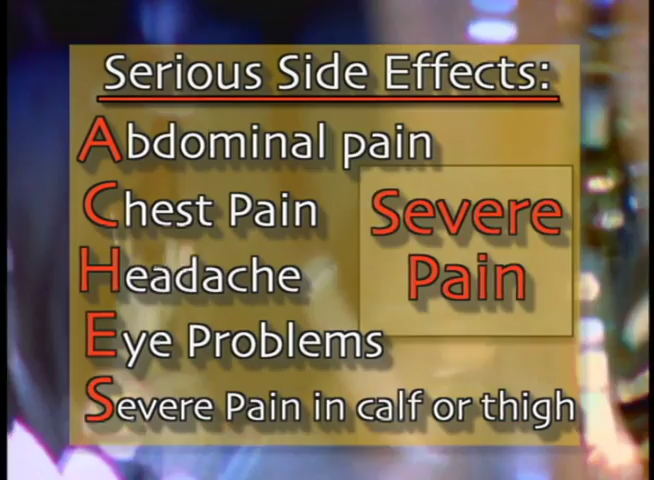 Serious Side Effects:
Abdominal pain
Chest Pain
Headache
Eye Problems
Severe Pain in calf or thigh
Severe
Pain